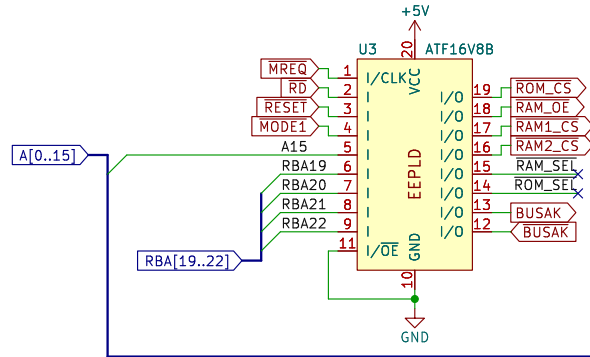 +5V
U3 ATF16V8B
MREQ 1 I/CLK VCC 20
RD 2 I I/O 19 ROM_CS
RESET 3 I I/O 18 RAM_OE
MODE1 4 I I/O 17 RAM1_CS
A[0..15] A15 5 I I/O 16 RAM2_CS
RBA19 6 I EEPLD I/O 15 RAM_SEL
RBA20 7 I I/O 14 ROM_SEL
RBA21 8 I I/O 13 BUSAK
RBA22 9 I I/O 12 BUSAK
RBA[19..22] 11 I/OE GND 10
GND